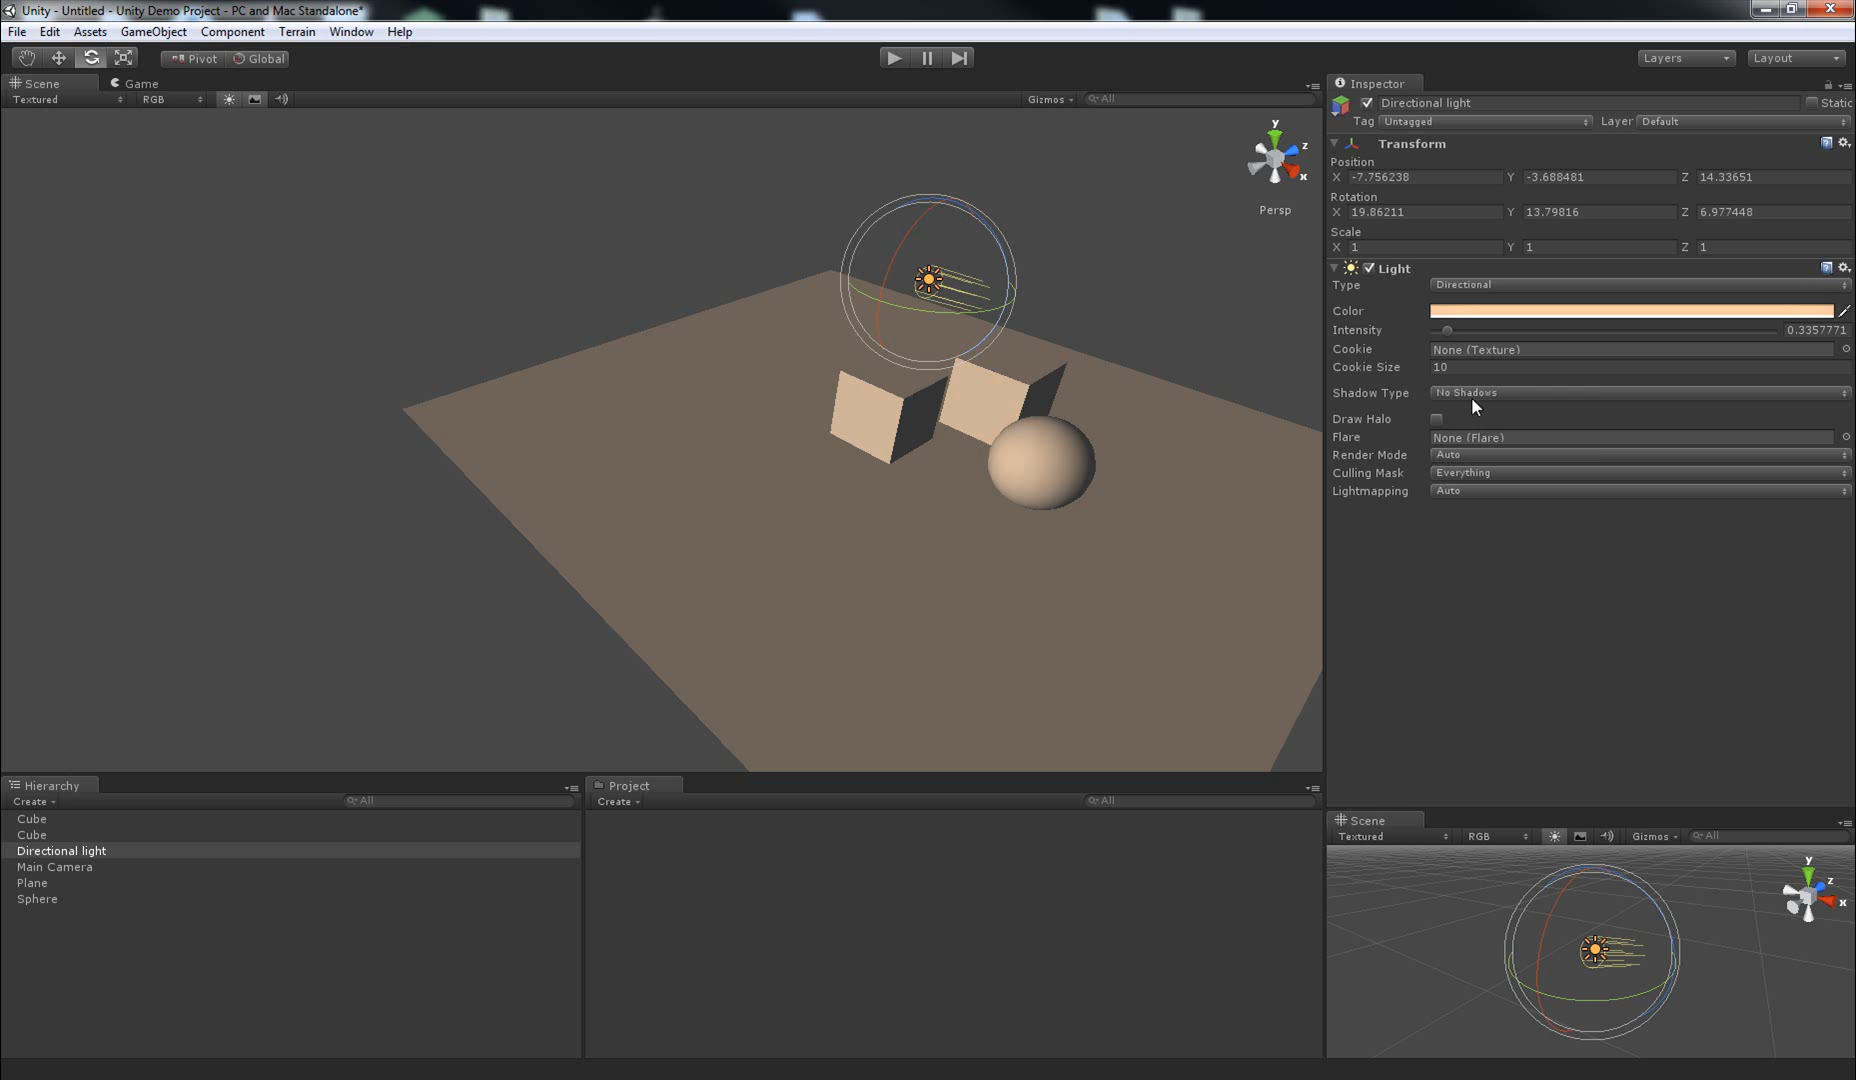 Unity - Untitled - Unity Demo Project - PC and Mac Standalone*
File Edit Assets GameObject Component Terrain Window Help
Pivot Global Layers Layout
Scene Game
Textured RGB Gizmos All
y
z
x
Persp
Inspector
Directional light Static
Tag Untagged Layer Default
Transform
Position
X -7.756238 Y -3.688481 Z 14.33651
Rotation
X 19.86211 Y 13.79816 Z 6.977448
Scale
X 1 Y 1 Z 1
Light
Type Directional
Color
Intensity 0.3357771
Cookie None (Texture)
Cookie Size 10
Shadow Type No Shadows
Draw Halo
Flare None (Flare)
Render Mode Auto
Culling Mask Everything
Lightmapping Auto
Hierarchy
Create All
Cube
Cube
Directional light
Main Camera
Plane
Sphere
Project
Create All
Scene
Textured RGB Gizmos All
y
z
x